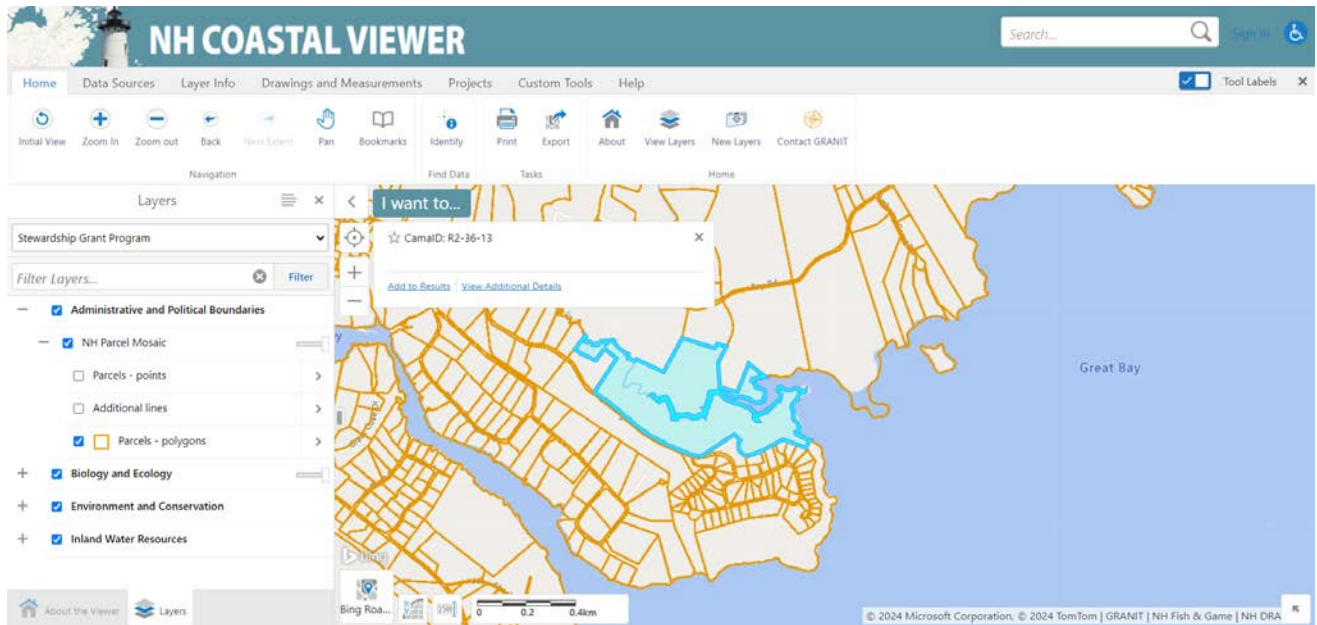 NH COASTAL VIEWER
Search...
Sign in
Home Data Sources Layer Info Drawings and Measurements Projects Custom Tools Help
Tool Labels
Initial View Zoom In Zoom out Back Next Extent Pan Bookmarks Identify Print Export About View Layers New Layers Contact GRANIT
Navigation Find Data Tasks Home
Layers
I want to...
Stewardship Grant Program
CamaID: R2-36-13
Filter Layers... Filter
Add to Results View Additional Details
Administrative and Political Boundaries
NH Parcel Mosaic
Parcels - points
Additional lines
Parcels - polygons
Biology and Ecology
Environment and Conservation
Inland Water Resources
Great Bay
bing
Bing Roa...
0 0.2 0.4km
About the Viewer Layers
© 2024 Microsoft Corporation, © 2024 TomTom | GRANIT | NH Fish & Game | NH DRA